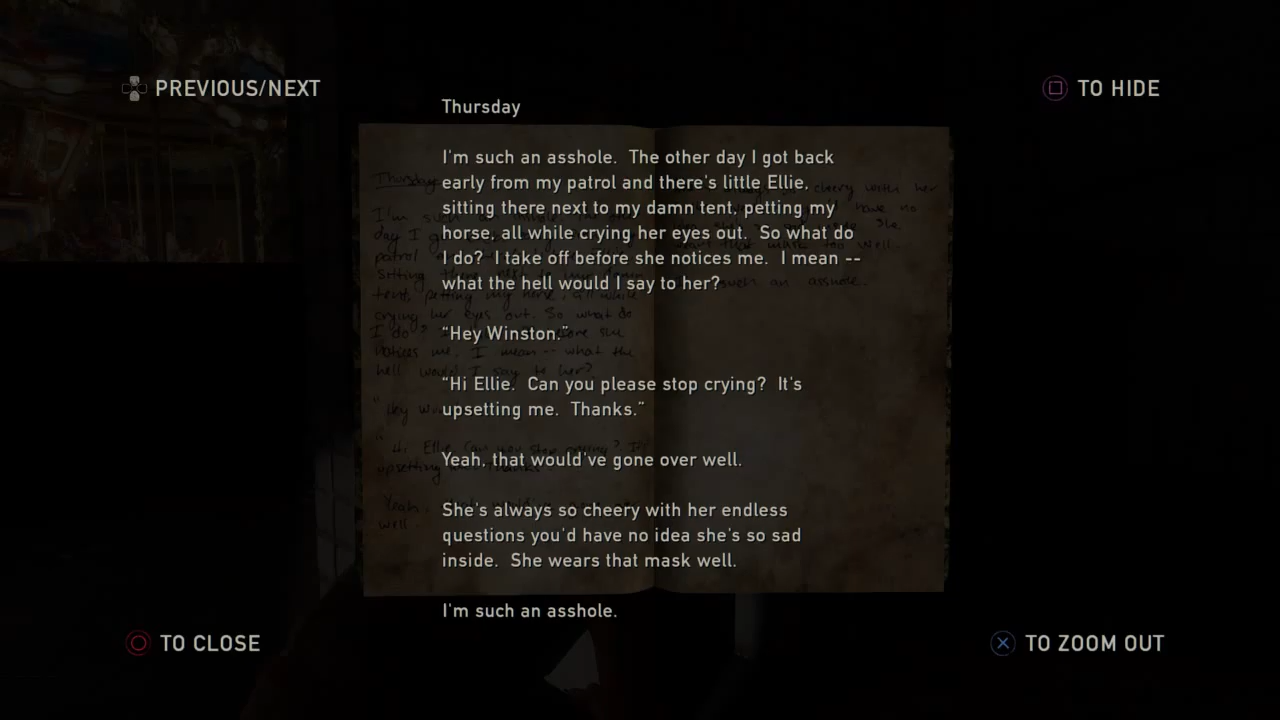 PREVIOUS/NEXT
TO HIDE
Thursday
I'm such an asshole.  The other day I got back
early from my patrol and there's little Ellie,
sitting there next to my damn tent, petting my
horse, all while crying her eyes out.  So what do
I do?  I take off before she notices me.  I mean --
what the hell would I say to her?
“Hey Winston.”
“Hi Ellie.  Can you please stop crying?  It's
upsetting me.  Thanks.”
Yeah, that would've gone over well.
She's always so cheery with her endless
questions you'd have no idea she's so sad
inside.  She wears that mask well.
I'm such an asshole.
TO CLOSE
TO ZOOM OUT